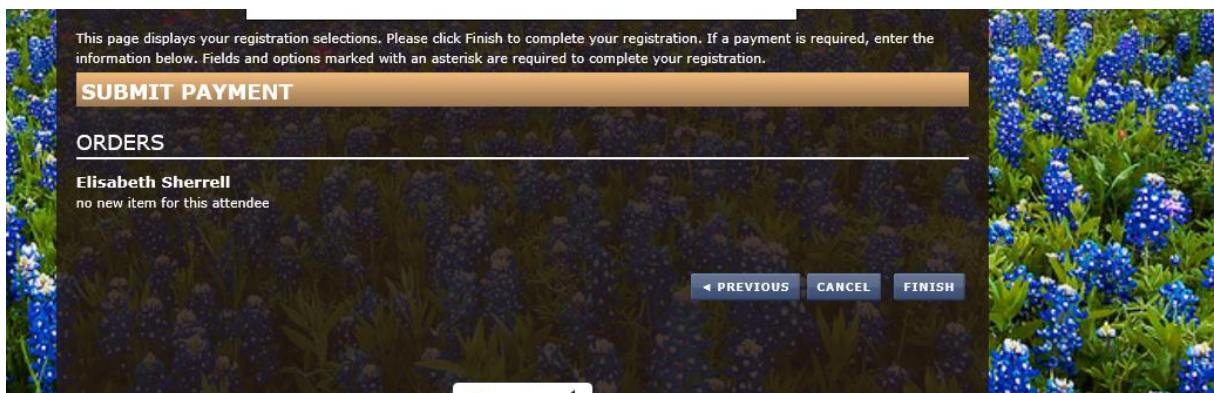 This page displays your registration selections. Please click Finish to complete your registration. If a payment is required, enter the
information below. Fields and options marked with an asterisk are required to complete your registration.
SUBMIT PAYMENT
ORDERS
Elisabeth Sherrell
no new item for this attendee
◄ PREVIOUS CANCEL FINISH